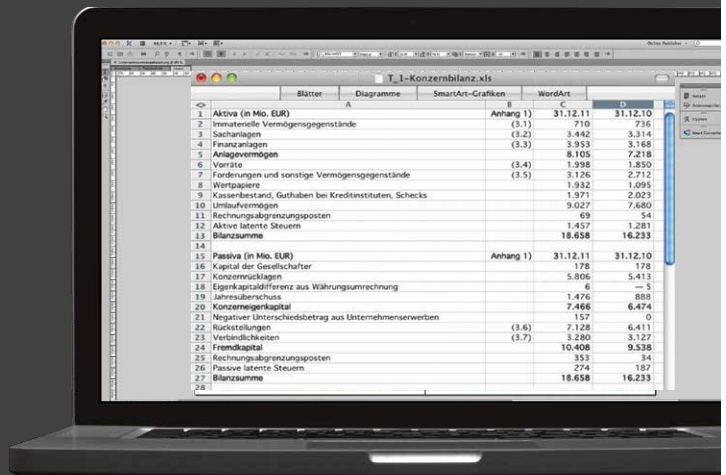 T_1-Konzernbilanz.xls
Blätter Diagramme SmartArt-Grafiken WordArt
A B C D
1 Aktiva (in Mio. EUR) Anhang 1) 31.12.11 31.12.10
2 Immaterielle Vermögensgegenstände (3.1) 710 736
3 Sachanlagen (3.2) 3.442 3.314
4 Finanzanlagen (3.3) 3.953 3.168
5 Anlagevermögen 8.105 7.218
6 Vorräte (3.4) 1.998 1.850
7 Forderungen und sonstige Vermögensgegenstände (3.5) 3.126 2.712
8 Wertpapiere 1.932 1.095
9 Kassenbestand, Guthaben bei Kreditinstituten, Schecks 1.971 2.023
10 Umlaufvermögen 9.027 7.680
11 Rechnungsabgrenzungsposten 69 54
12 Aktive latente Steuern 1.457 1.281
13 Bilanzsumme 18.658 16.233
14
15 Passiva (in Mio. EUR) Anhang 1) 31.12.11 31.12.10
16 Kapital der Gesellschafter 178 178
17 Konzernrücklagen 5.806 5.413
18 Eigenkapitaldifferenz aus Währungsumrechnung 6 — 5
19 Jahresüberschuss 1.476 888
20 Konzerneigenkapital 7.466 6.474
21 Negativer Unterschiedsbetrag aus Unternehmenserwerben 157 0
22 Rückstellungen (3.6) 7.128 6.411
23 Verbindlichkeiten (3.7) 3.280 3.127
24 Fremdkapital 10.408 9.538
25 Rechnungsabgrenzungsposten 353 34
26 Passive latente Steuern 274 187
27 Bilanzsumme 18.658 16.233
28